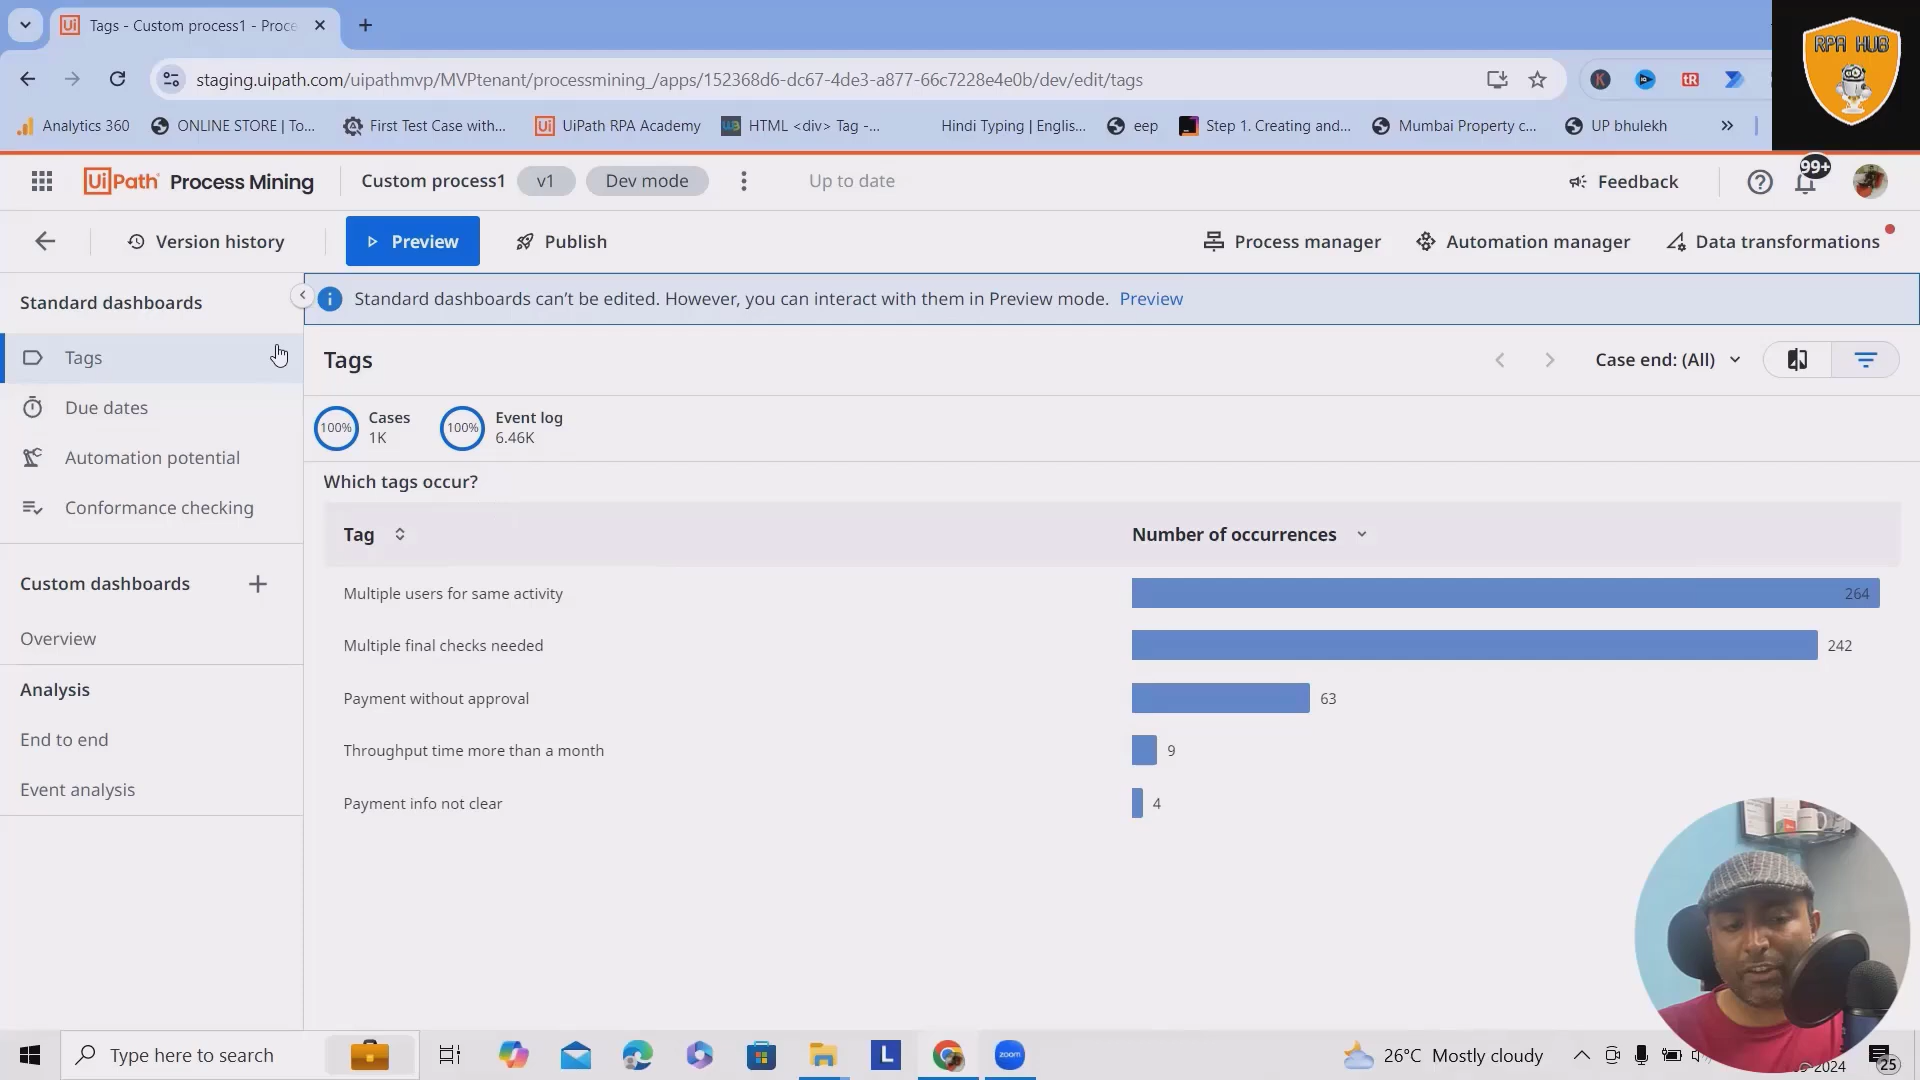 Tags - Custom process1 - Proce
RPA HUB
staging.uipath.com/uipathmvp/MVPtenant/processmining_/apps/152368d6-dc67-4de3-a877-66c7228e4e0b/dev/edit/tags
K
tR
Analytics 360
ONLINE STORE | To...
First Test Case with...
UiPath RPA Academy
HTML <div> Tag -...
Hindi Typing | Englis...
eep
Step 1. Creating and...
Mumbai Property c...
UP bhulekh
UiPath Process Mining
Custom process1
v1
Dev mode
Up to date
Feedback
99+
Version history
Preview
Publish
Process manager
Automation manager
Data transformations
Standard dashboards
Standard dashboards can't be edited. However, you can interact with them in Preview mode. Preview
Tags
Due dates
Automation potential
Conformance checking
Custom dashboards
Overview
Analysis
End to end
Event analysis
Tags
Case end: (All)
100%
Cases
1K
100%
Event log
6.46K
Which tags occur?
Tag
Number of occurrences
Multiple users for same activity
264
Multiple final checks needed
242
Payment without approval
63
Throughput time more than a month
9
Payment info not clear
4
Type here to search
L
zoom
26°C Mostly cloudy
2024
25